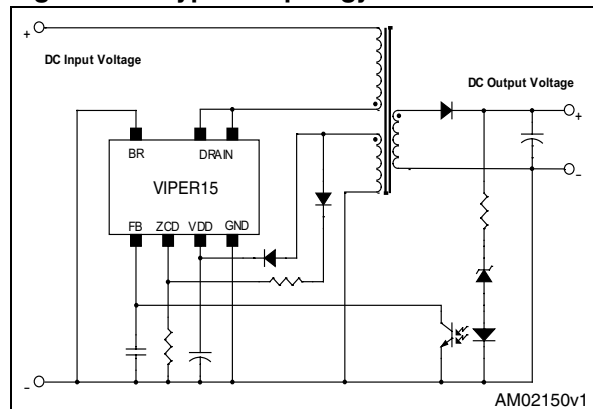 +
DC Input Voltage
DC Output Voltage
+
BR
DRAIN
VIPER15
-
FB
ZCD
VDD
GND
-
AM02150v1